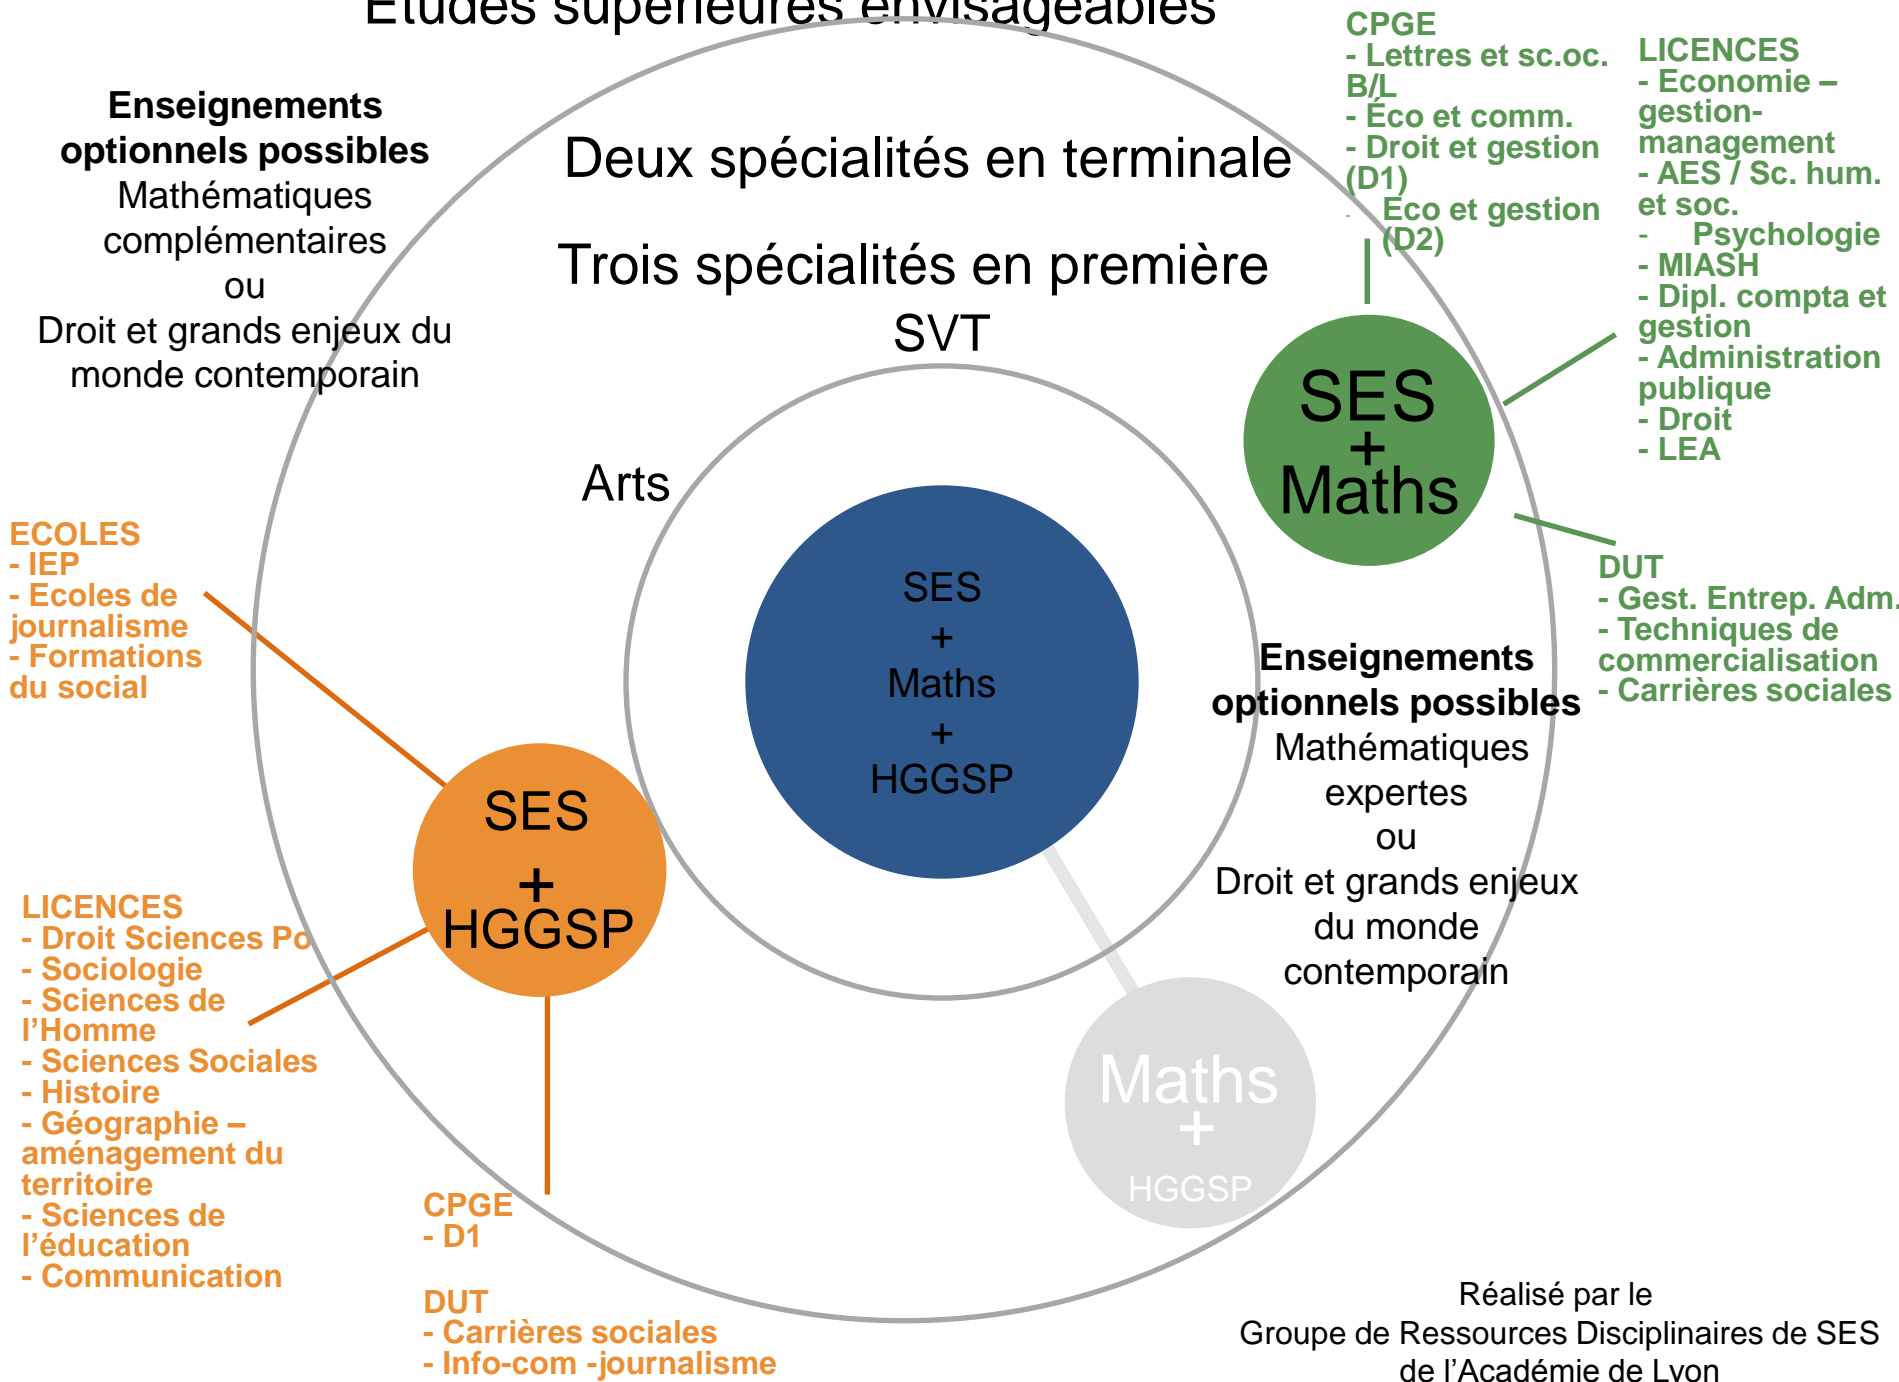 Etudes supérieures envisageables
Enseignements
optionnels possibles
Mathématiques
complémentaires
ou
Droit et grands enjeux du
monde contemporain
Deux spécialités en terminale
Trois spécialités en première
SVT
Arts
CPGE
- Lettres et sc.oc.
B/L
- Éco et comm.
- Droit et gestion
(D1)
- Eco et gestion
(D2)
LICENCES
- Economie –
gestion-
management
- AES / Sc. hum.
et soc.
- Psychologie
- MIASH
- Dipl. compta et
gestion
- Administration
publique
- Droit
- LEA
SES
+
Maths
DUT
- Gest. Entrep. Adm.
- Techniques de
commercialisation
- Carrières sociales
SES
+
Maths
+
HGGSP
Enseignements
optionnels possibles
Mathématiques
expertes
ou
Droit et grands enjeux
du monde
contemporain
ECOLES
- IEP
- Ecoles de
journalisme
- Formations
du social
SES
+
HGGSP
LICENCES
- Droit Sciences Po
- Sociologie
- Sciences de
l’Homme
- Sciences Sociales
- Histoire
- Géographie –
aménagement du
territoire
- Sciences de
l’éducation
- Communication
CPGE
- D1
DUT
- Carrières sociales
- Info-com -journalisme
Maths
+
HGGSP
Réalisé par le
Groupe de Ressources Disciplinaires de SES
de l’Académie de Lyon